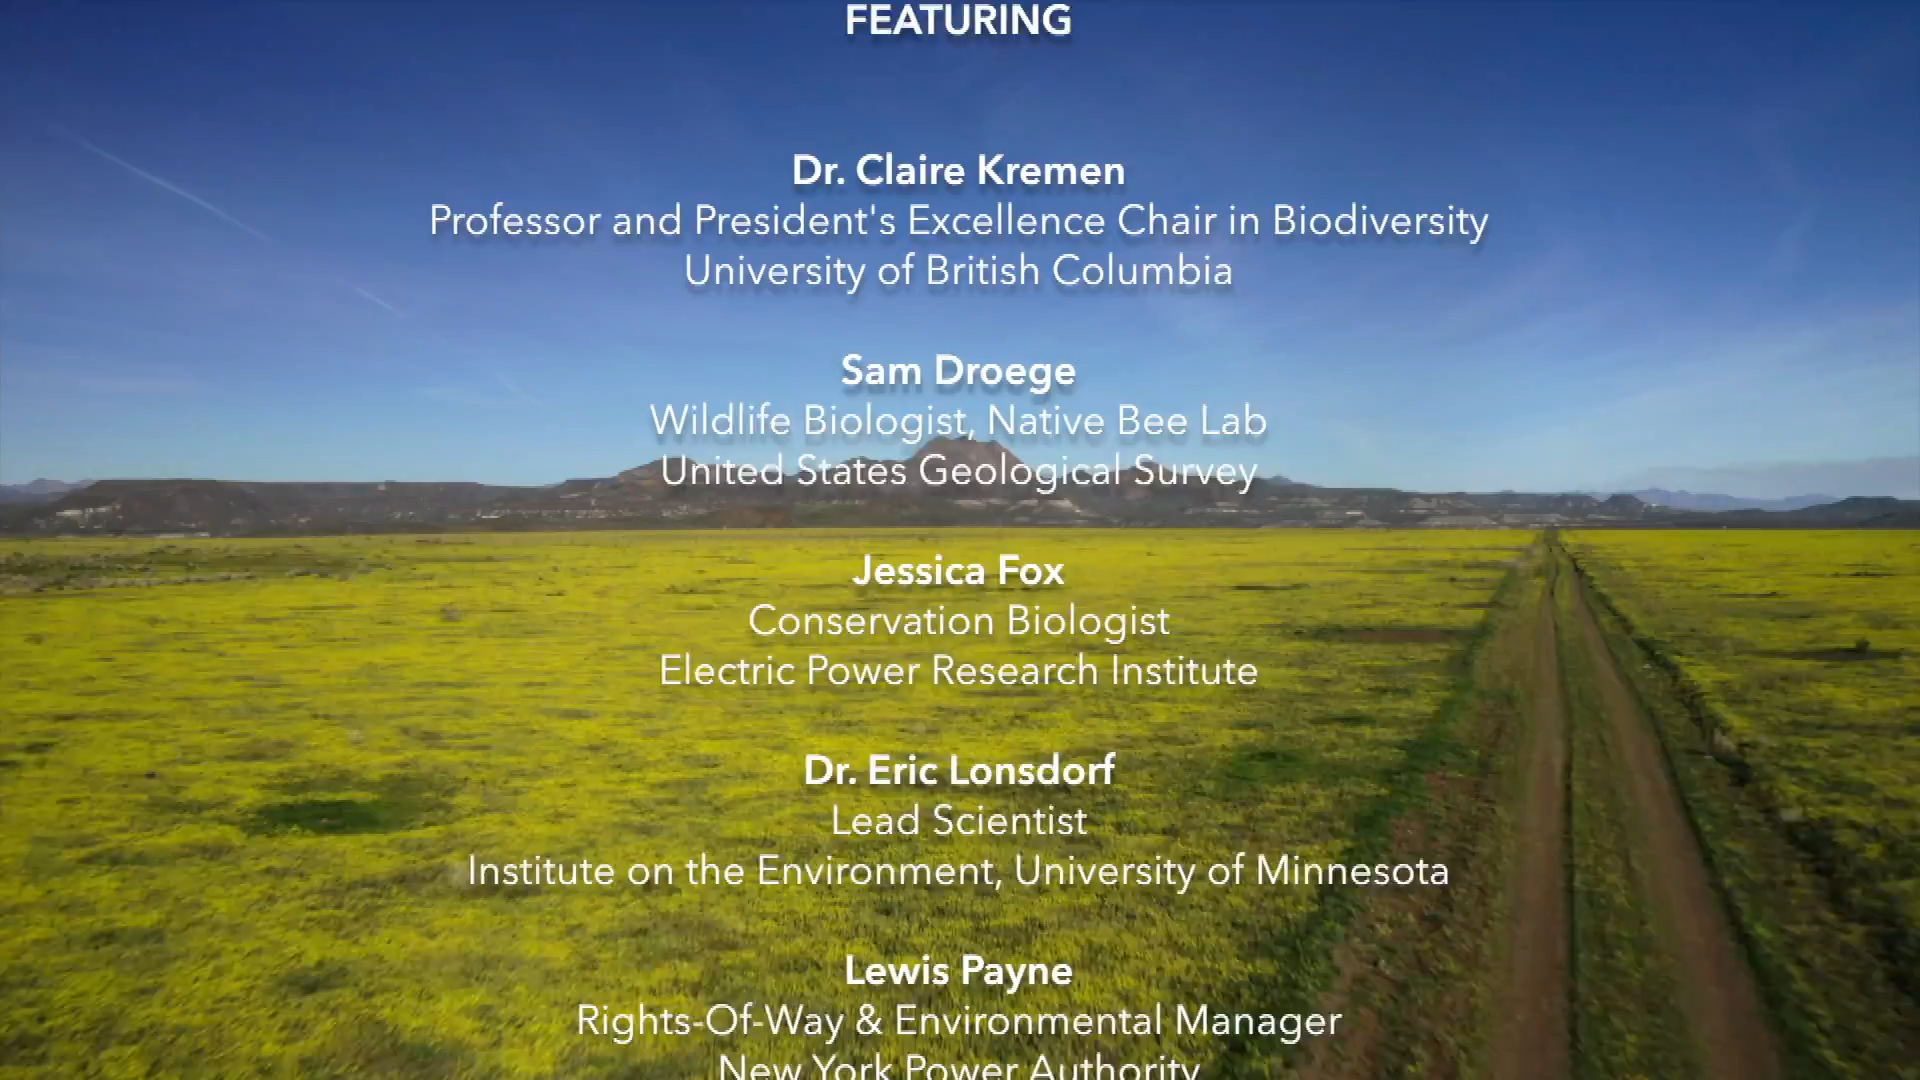 FEATURING
Dr. Claire Kremen
Professor and President's Excellence Chair in Biodiversity
University of British Columbia
Sam Droege
Wildlife Biologist, Native Bee Lab
United States Geological Survey
Jessica Fox
Conservation Biologist
Electric Power Research Institute
Dr. Eric Lonsdorf
Lead Scientist
Institute on the Environment, University of Minnesota
Lewis Payne
Rights-Of-Way & Environmental Manager
New York Power Authority